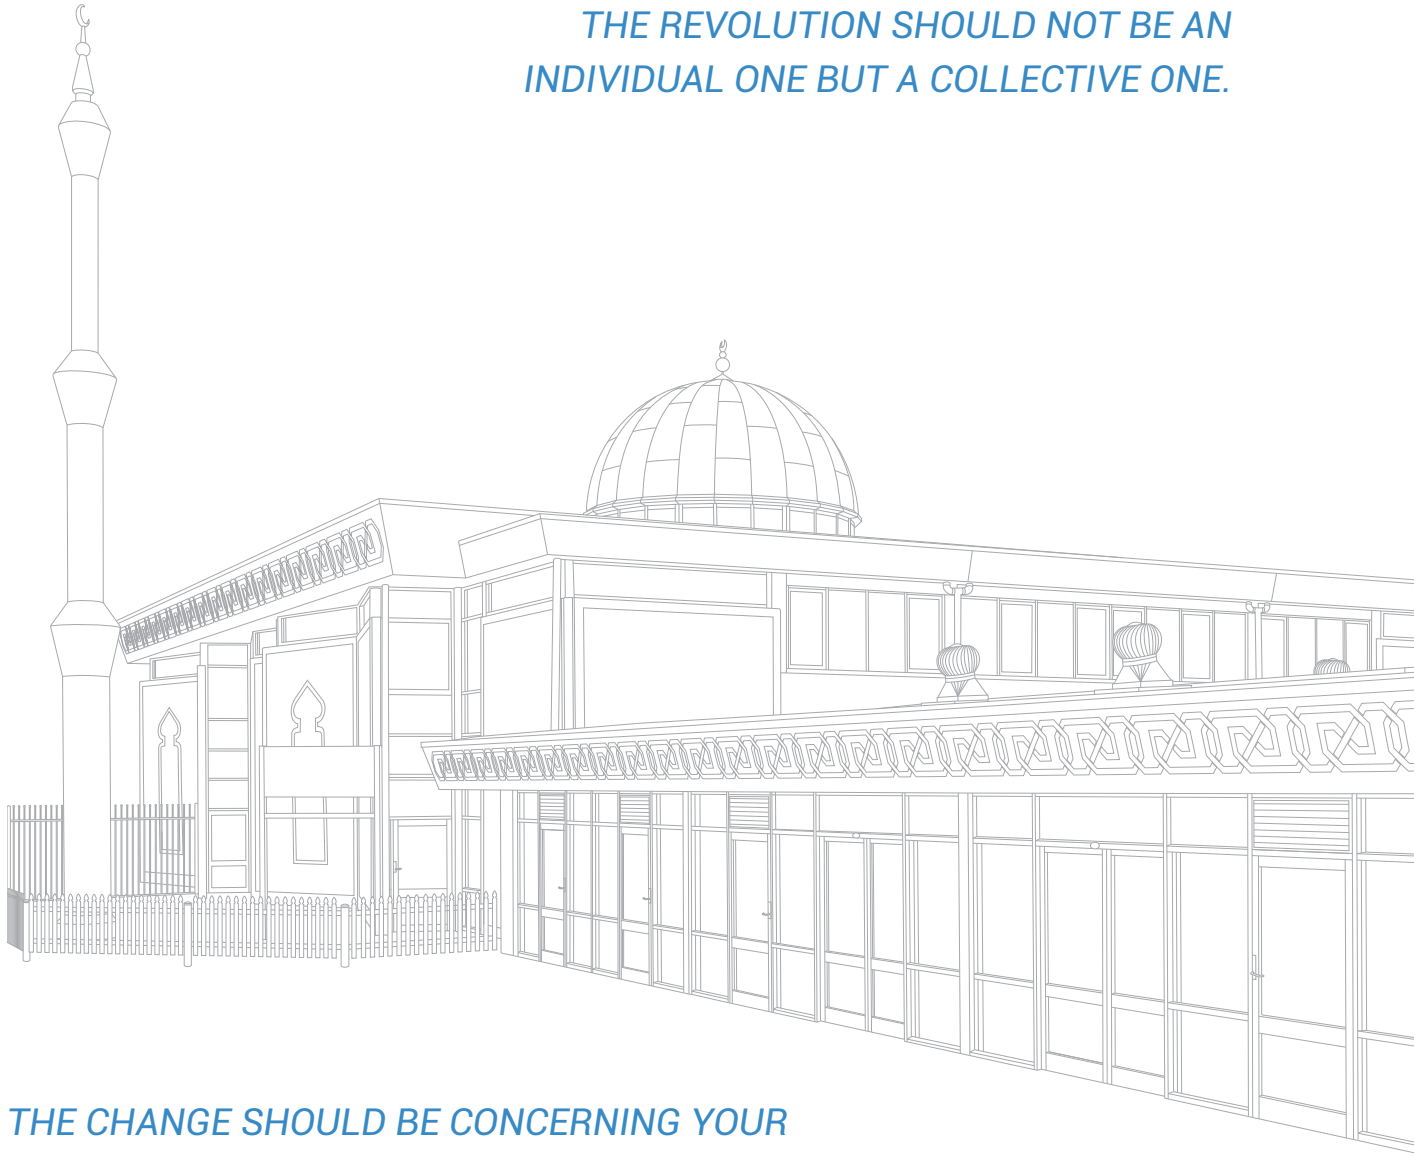 THE REVOLUTION SHOULD NOT BE AN
INDIVIDUAL ONE BUT A COLLECTIVE ONE.
THE CHANGE SHOULD BE CONCERNING YOUR